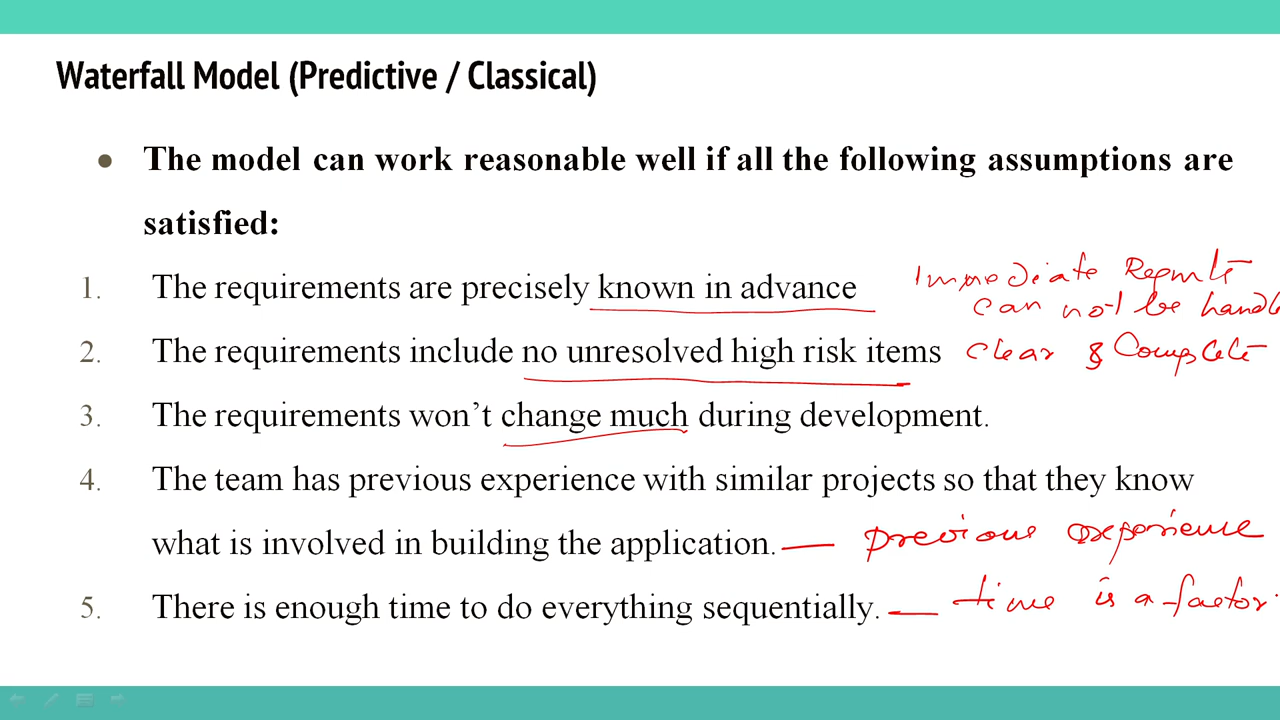 Waterfall Model (Predictive / Classical)
● The model can work reasonable well if all the following assumptions are
satisfied:
1. The requirements are precisely known in advance
Immediate
can not be handle
2. The requirements include no unresolved high risk items clear & Complete
3. The requirements won't change much during development.
4. The team has previous experience with similar projects so that they know
what is involved in building the application. — previous experience
5. There is enough time to do everything sequentially. — time is a factor.